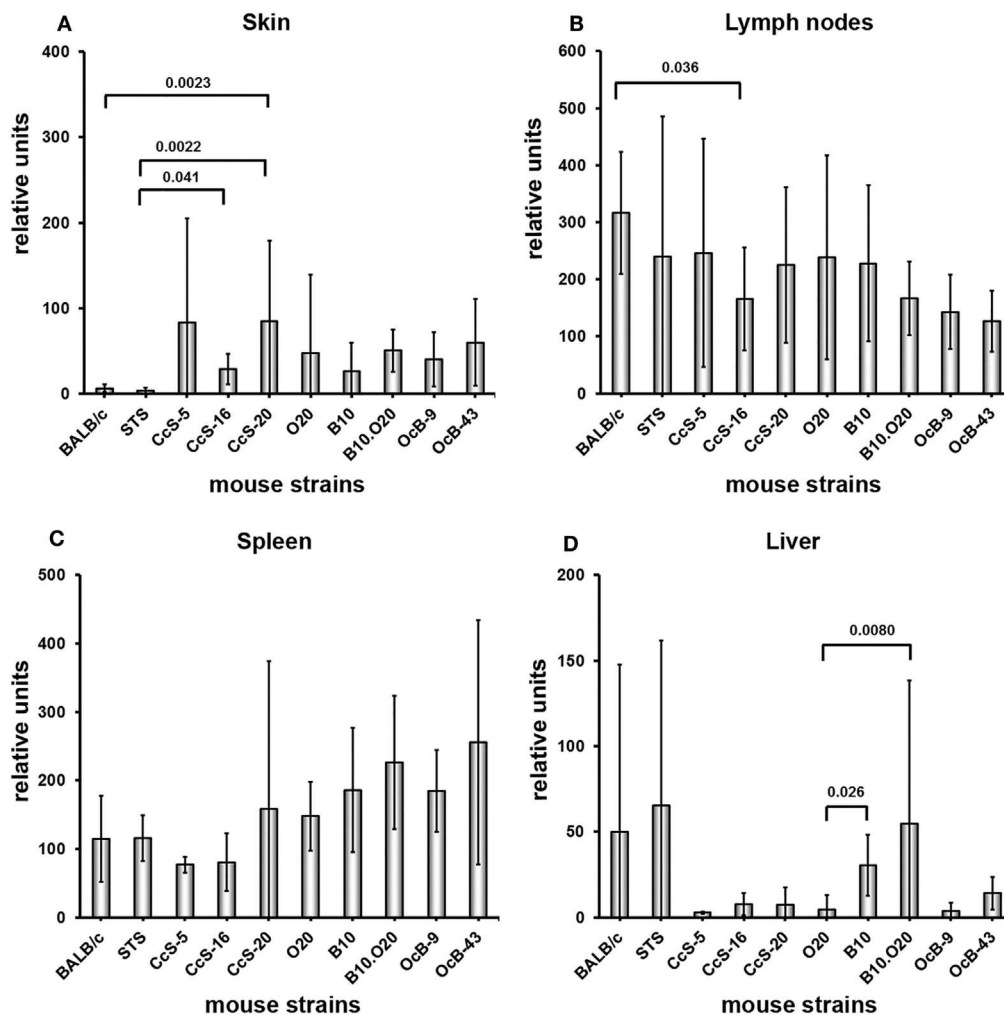 A
Skin
400
300
200
100
0
relative units
0.0023
0.0022
0.041
BALB/c
STS
CcS-5
CcS-16
CcS-20
O20
B10
B10.O20
OcB-9
OcB-43
mouse strains
B
Lymph nodes
600
500
400
300
200
100
0
relative units
0.036
BALB/c
STS
CcS-5
CcS-16
CcS-20
O20
B10
B10.O20
OcB-9
OcB-43
mouse strains
C
Spleen
500
400
300
200
100
0
relative units
BALB/c
STS
CcS-5
CcS-16
CcS-20
O20
B10
B10.O20
OcB-9
OcB-43
mouse strains
D
Liver
200
150
100
50
0
relative units
0.0080
0.026
BALB/c
STS
CcS-5
CcS-16
CcS-20
O20
B10
B10.O20
OcB-9
OcB-43
mouse strains